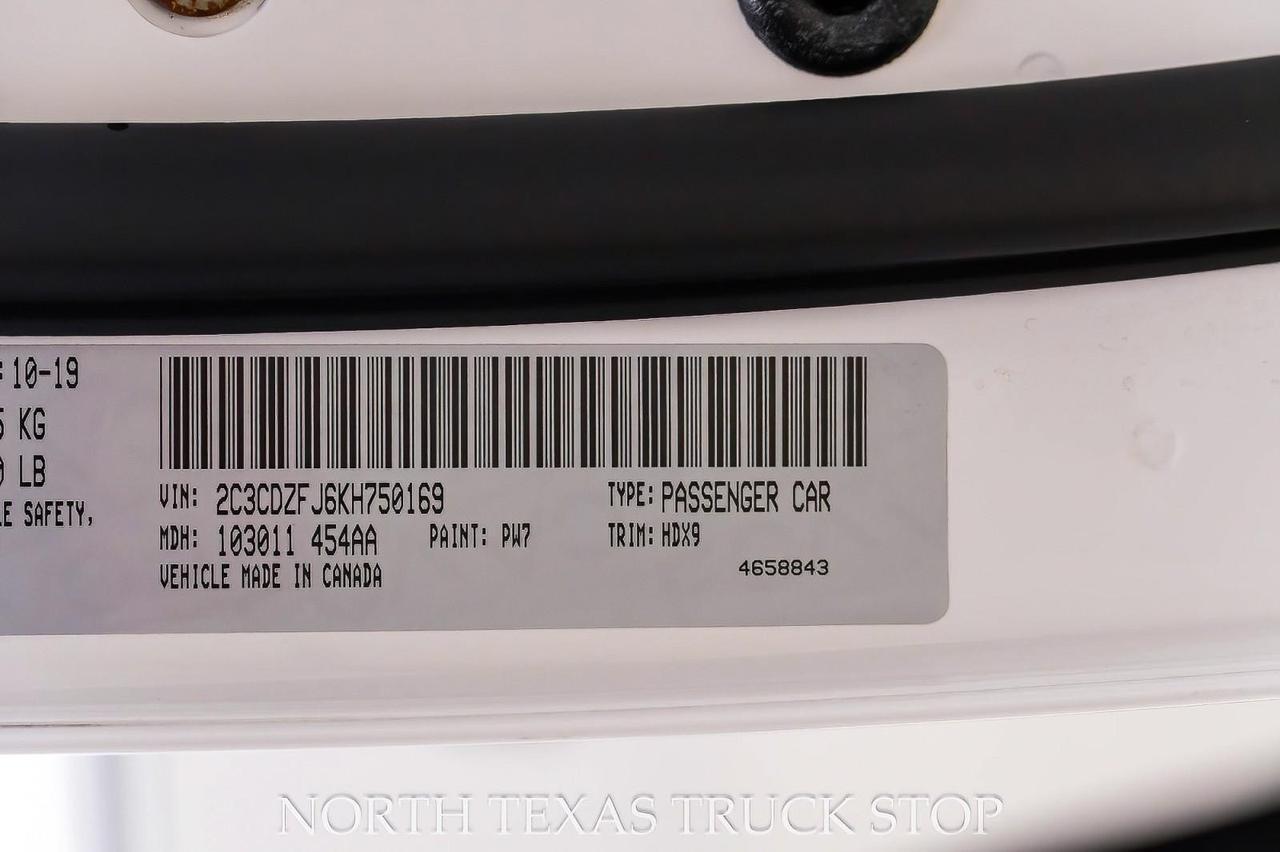 10-19
KG
LB
SAFETY,
VIN: 2C3CDZFJ6KH750169 TYPE: PASSENGER CAR
MDH: 103011 454AA PAINT: PW7 TRIM: HDX9
VEHICLE MADE IN CANADA 4658843
NORTH TEXAS TRUCK STOP